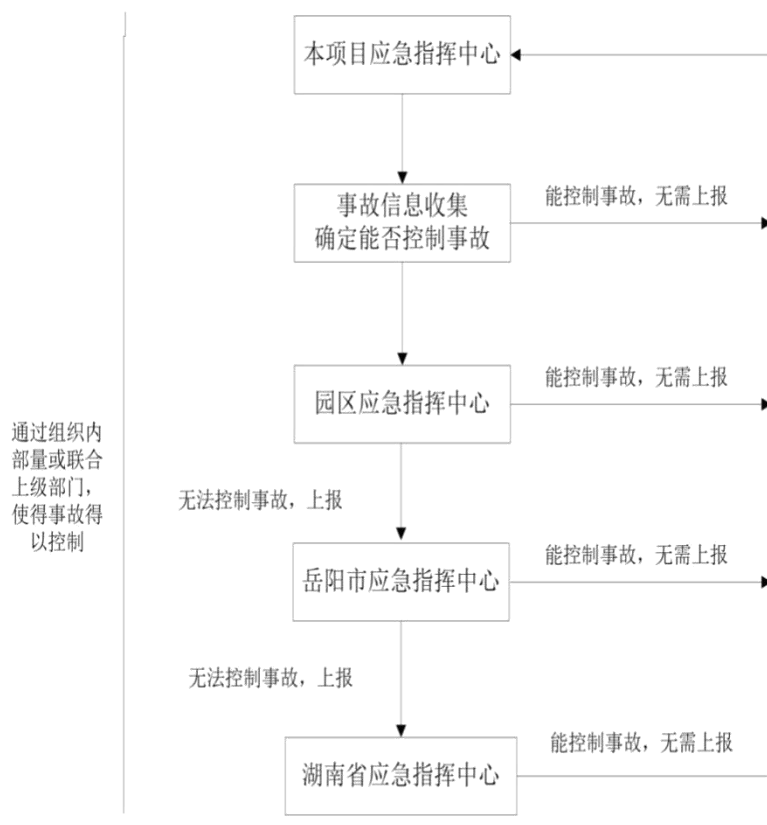 本项目应急指挥中心
事故信息收集
确定能否控制事故
能控制事故，无需上报
园区应急指挥中心
能控制事故，无需上报
通过组织内
部量或联合
上级部门，
使得事故得
以控制
无法控制事故，上报
岳阳市应急指挥中心
能控制事故，无需上报
无法控制事故，上报
湖南省应急指挥中心
能控制事故，无需上报